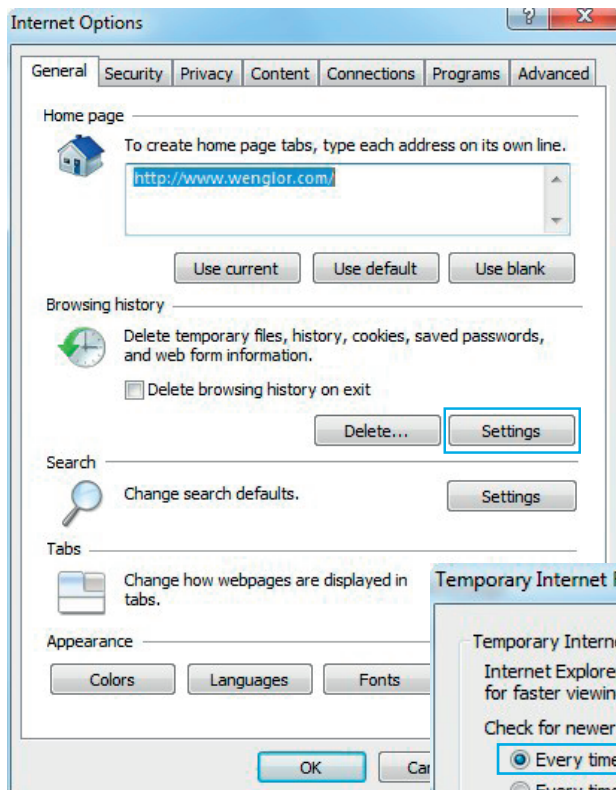 Internet Options
General Security Privacy Content Connections Programs Advanced
Home page
To create home page tabs, type each address on its own line.
http://www.wenglor.com/
Use current Use default Use blank
Browsing history
Delete temporary files, history, cookies, saved passwords,
and web form information.
Delete browsing history on exit
Delete... Settings
Search
Change search defaults.
Settings
Tabs
Change how webpages are displayed in
tabs.
Appearance
Colors Languages Fonts
OK
Temporary Internet
Temporary
for faster
Check for newer
Every time
Every time